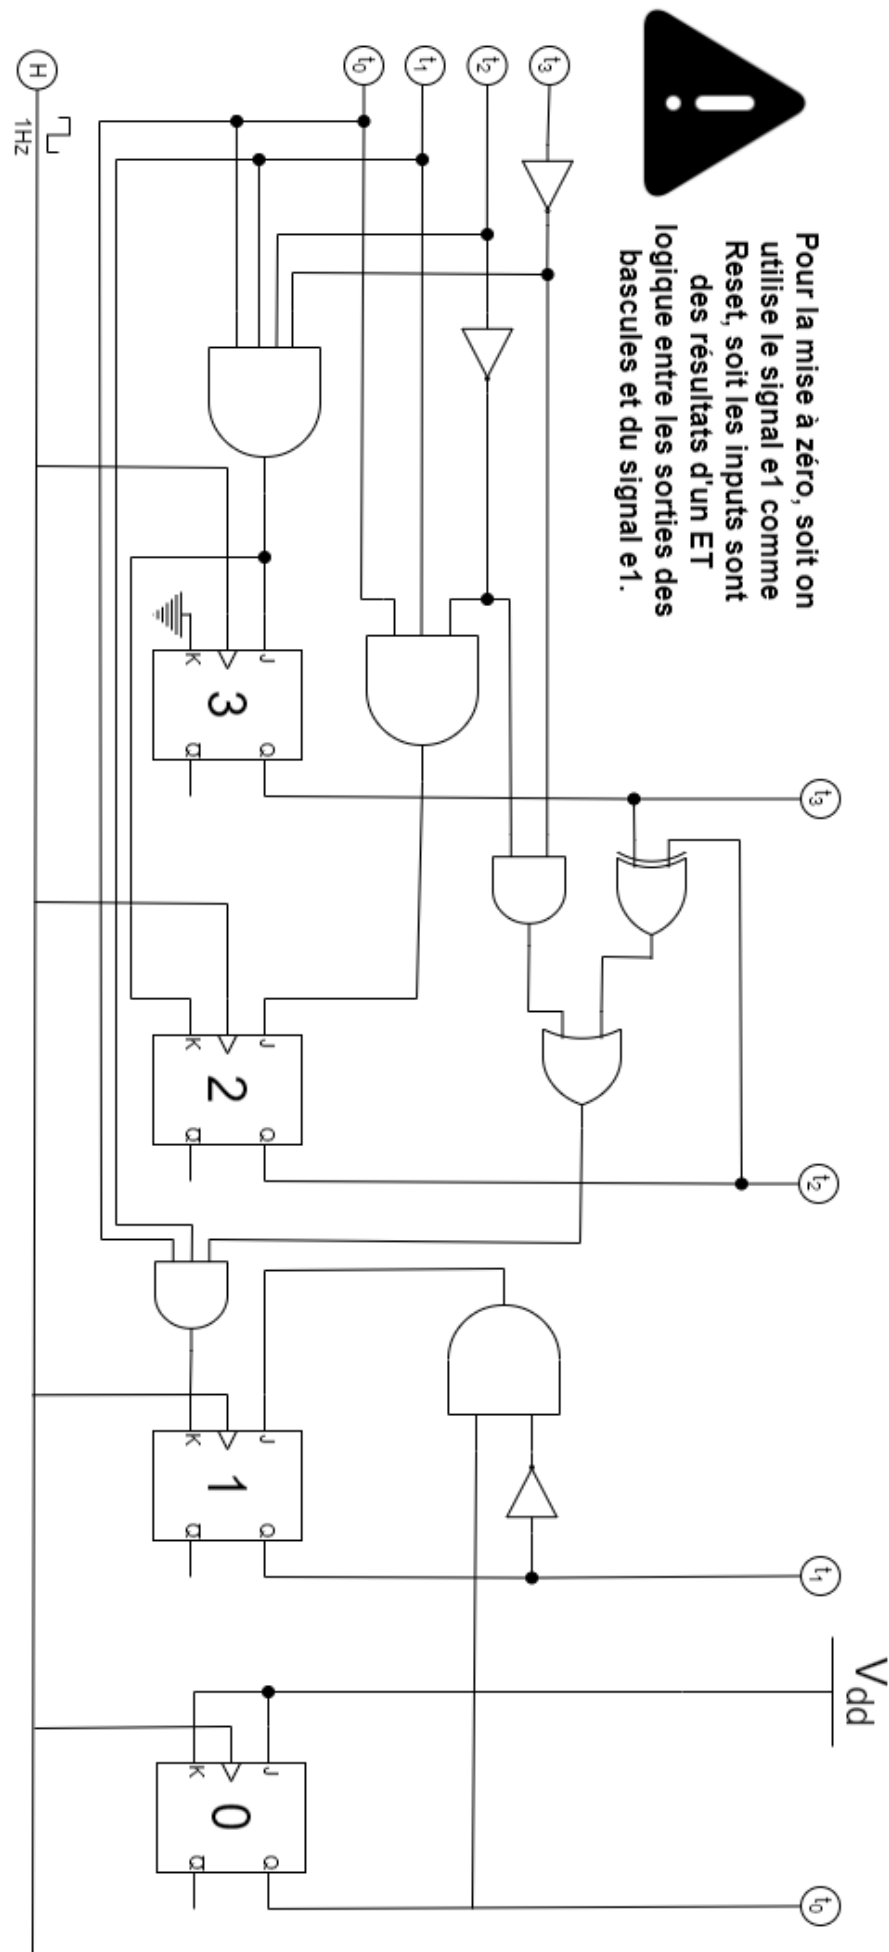 Pour la mise à zéro, soit on
utilise le signal e1 comme
Reset, soit les inputs sont
des résultats d'un ET
logique entre les sorties des
bascules et du signal e1.
t3
t2
t1
t0
H
1Hz
t3
t2
t1
Vdd
t0
J
K
3
Q
Q̅
J
K
2
Q
Q̅
J
K
1
Q
Q̅
J
K
0
Q
Q̅